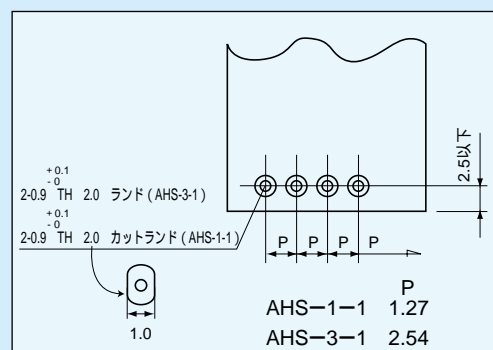 2.5以下
+ 0.1
- 0
2-0.9 TH 2.0 ランド ( AHS-3-1 )
+ 0.1
- 0
2-0.9 TH 2.0 カットランド ( AHS-1-1 )
P P P P
1.0
P
AHS－1－1 1.27
AHS－3－1 2.54